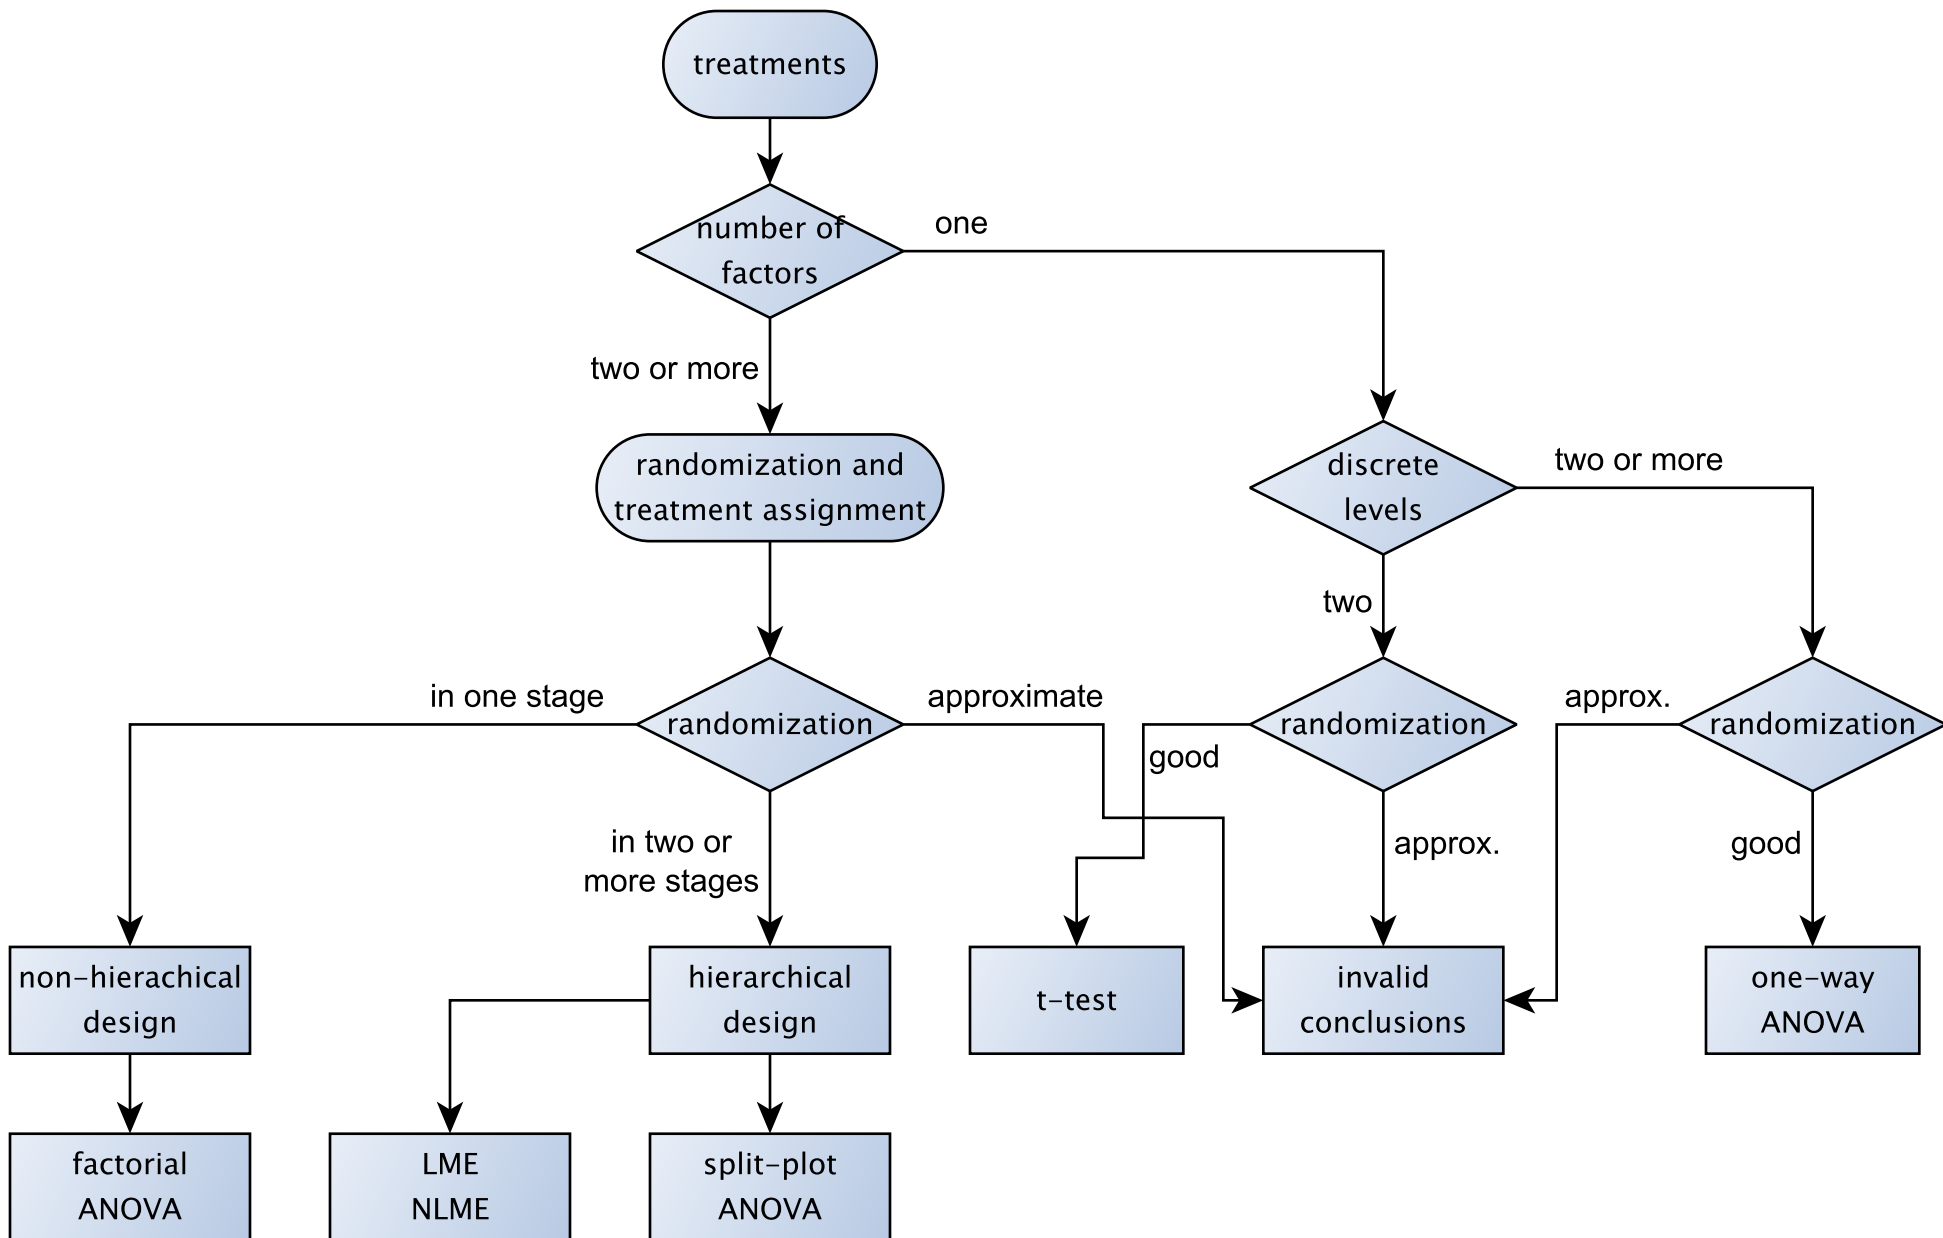 treatments
number of
factors
one
two or more
randomization and
treatment assignment
discrete
levels
two or more
two
in one stage
randomization
approximate
randomization
approx.
randomization
good
in two or
more stages
approx.
good
non-hierachical
design
hierarchical
design
t-test
invalid
conclusions
one-way
ANOVA
factorial
ANOVA
LME
NLME
split-plot
ANOVA